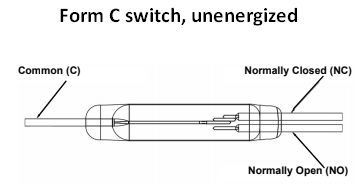 Form C switch, unenergized
Common (C)
Normally Closed (NC)
Normally Open (NO)